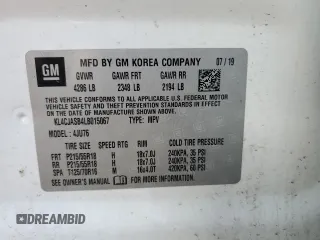 GM
MFD BY GM KOREA COMPANY
07 / 19
GVWR GAWR FRT GAWR RR
4286 LB 2349 LB 2194 LB
THIS VEHICLE CONFORMS TO ALL APPLICABLE U.S. FEDERAL MOTOR
VEHICLE SAFETY AND THEFT PREVENTION STANDARDS IN EFFECT
ON THE DATE OF MANUFACTURE SHOWN ABOVE.
TYPE: MPV
MODEL: 4JU76
TIRE SIZE SPEED RTG RIM COLD TIRE PRESSURE
FRT P215/55R18 H 18x7.0J 240KPA, 35 PSI
RR P215/55R18 H 18x7.0J 240KPA, 35 PSI
SPA T125/70R16 M 16x4.0T 420KPA, 60 PSI
SEE OWNER'S MANUAL FOR MORE INFORMATION
AutoBidMaster
DREAMBID